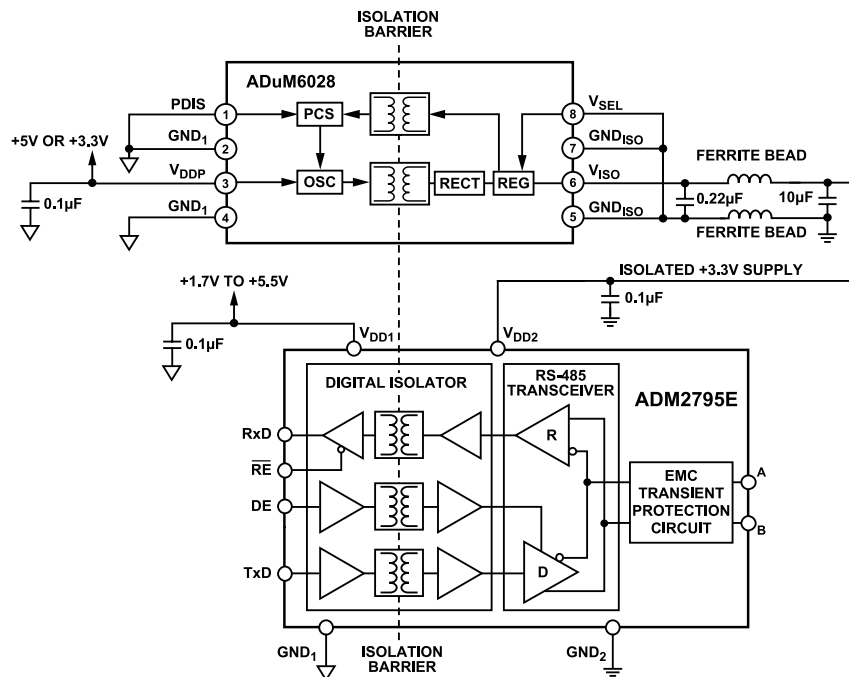 ISOLATION
BARRIER
ADuM6028
PDIS
1
PCS
8
VSEL
+5V OR +3.3V
GND1
2
7
GNDISO
FERRITE BEAD
VDDP
3
OSC
RECT
REG
6
VISO
0.1µF
0.22µF
10µF
GND1
4
5
GNDISO
FERRITE BEAD
+1.7V TO +5.5V
ISOLATED +3.3V SUPPLY
0.1µF
0.1µF
VDD1
VDD2
DIGITAL ISOLATOR
RS-485
TRANSCEIVER
ADM2795E
RxD
R
RE
EMC
TRANSIENT
PROTECTION
CIRCUIT
A
DE
B
TxD
D
GND1
ISOLATION
BARRIER
GND2